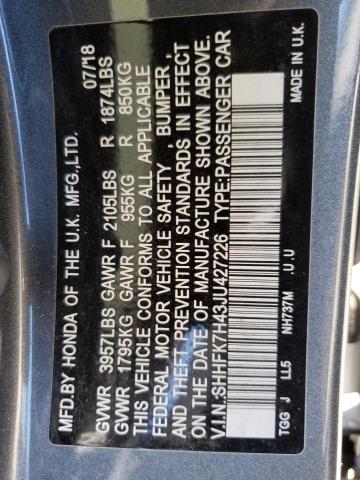 MFD.BY HONDA OF THE U.K. MFG.,LTD. 07/18
GVWR 3957LBS GAWR F 2105LBS R 1874LBS
GVWR 1795KG GAWR F 955KG R 850KG
THIS VEHICLE CONFORMS TO ALL APPLICABLE
FEDERAL MOTOR VEHICLE SAFETY , BUMPER ,
AND THEFT PREVENTION STANDARDS IN EFFECT
ON THE DATE OF MANUFACTURE SHOWN ABOVE.
V.I.N.:SHHFK7H43JU427226 TYPE:PASSENGER CAR
TGG J LL5 NH737M .U.U MADE IN U.K.